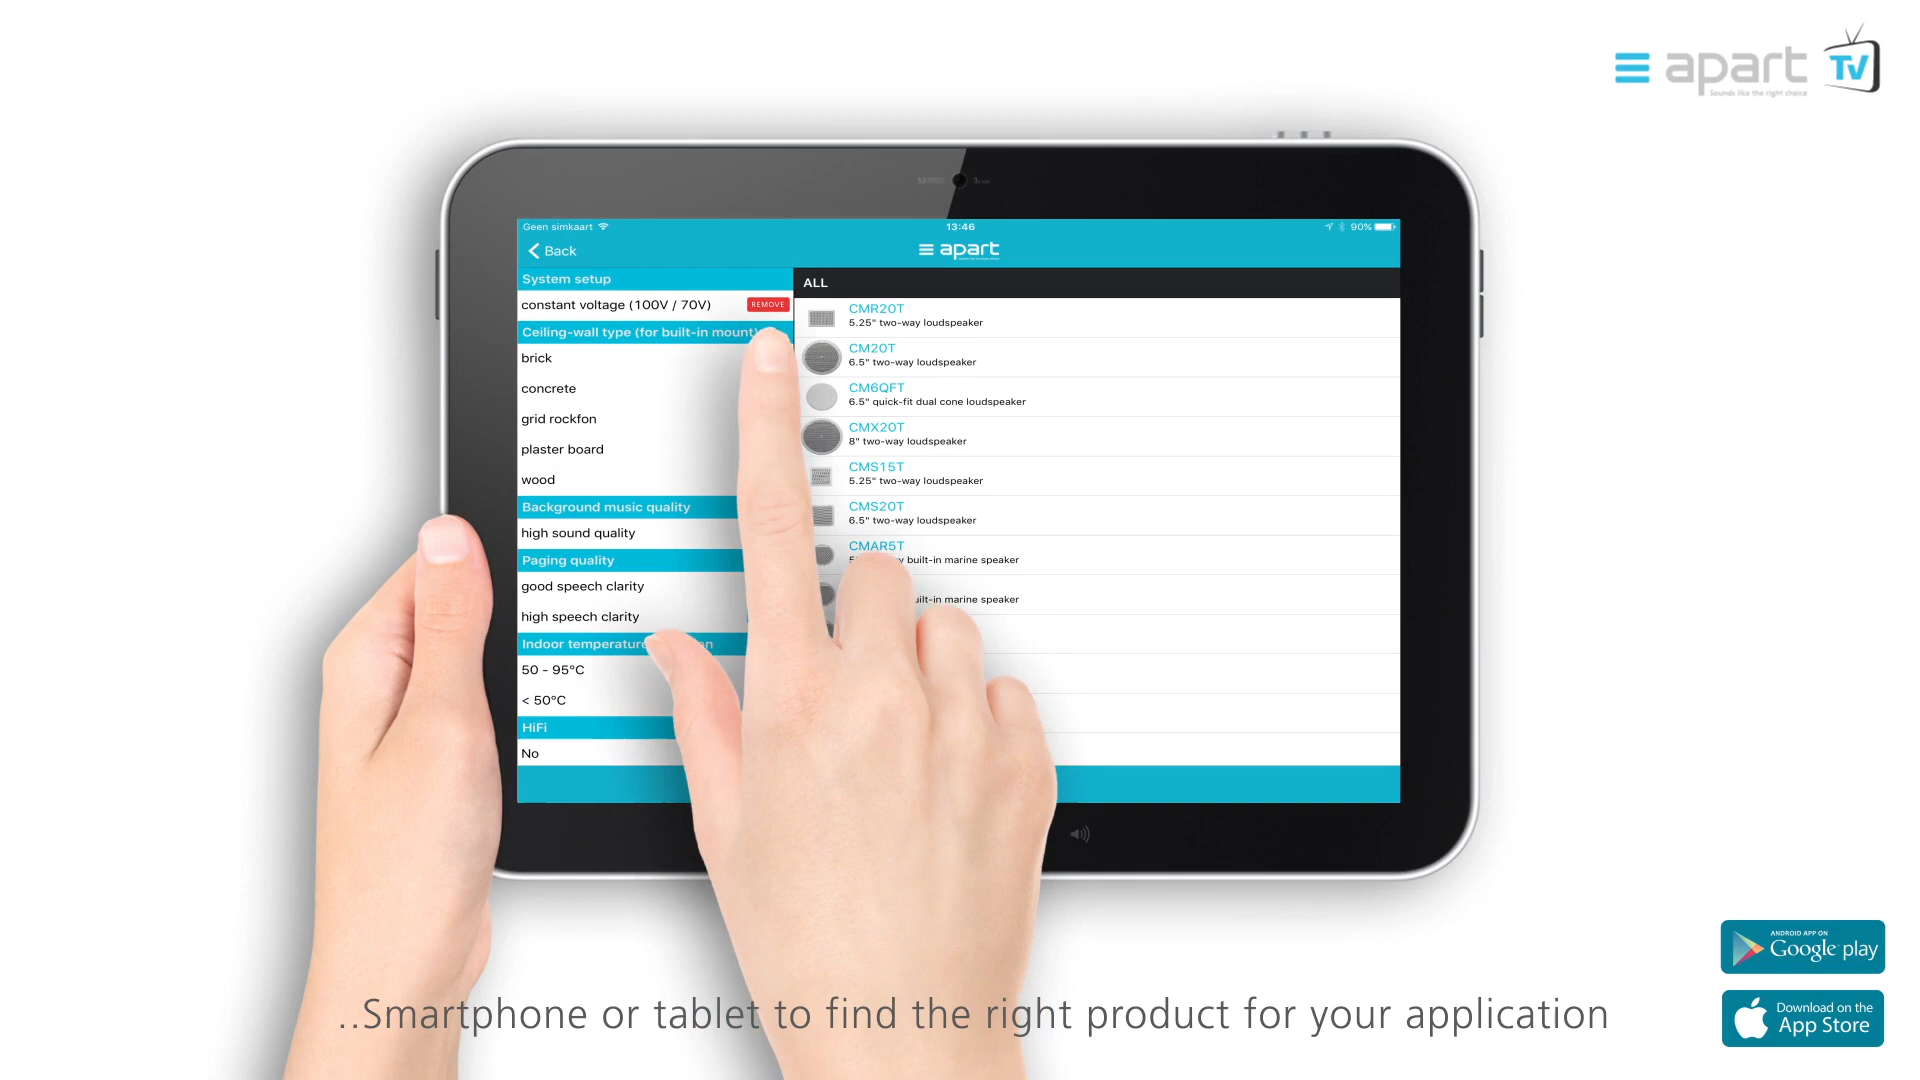 apart
Sounds like the right choice
TV
Geen simkaart
13:46
90%
Back
apart
System setup
constant voltage (100V / 70V)
REMOVE
Ceiling-wall type (for built-in mount)
brick
concrete
grid rockfon
plaster board
wood
Background music quality
high sound quality
Paging quality
good speech clarity
high speech clarity
Indoor temperature
50 - 95°C
< 50°C
HiFi
No
ALL
CMR20T
5.25" two-way loudspeaker
CM20T
6.5" two-way loudspeaker
CM6QFT
6.5" quick-fit dual cone loudspeaker
CMX20T
8" two-way loudspeaker
CMS15T
5.25" two-way loudspeaker
CMS20T
6.5" two-way loudspeaker
CMAR5T
built-in marine speaker
marine speaker
..Smartphone or tablet to find the right product for your application
ANDROID APP ON
Google play
Download on the
App Store